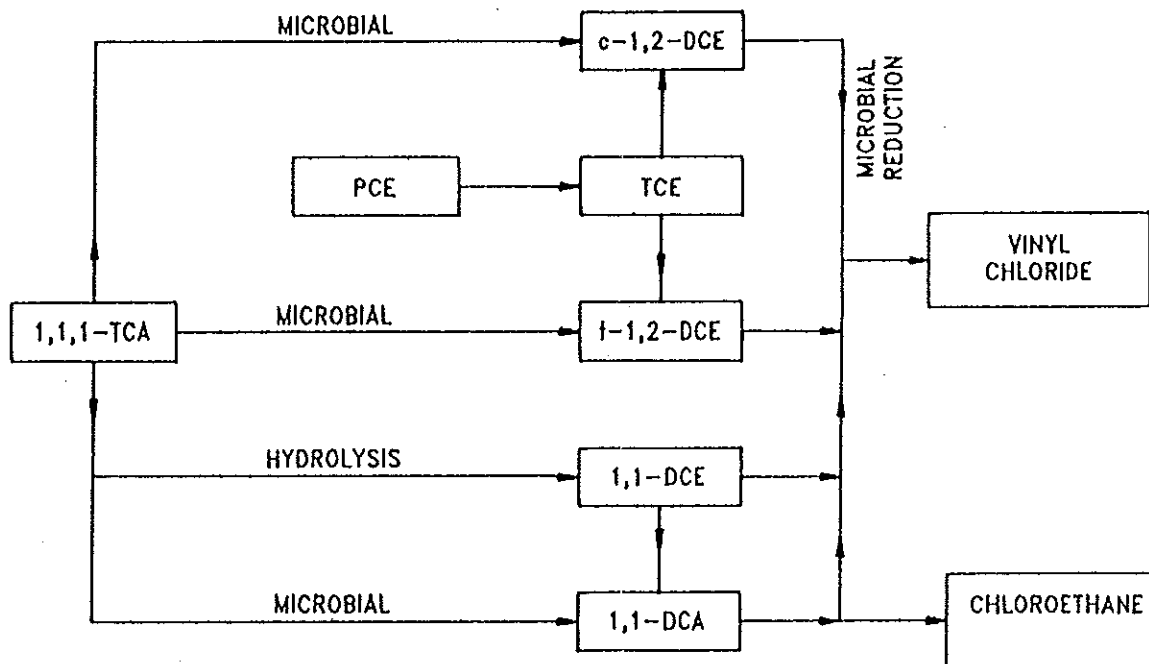 MICROBIAL
c-1,2-DCE
MICROBIAL
REDUCTION
PCE
TCE
VINYL
CHLORIDE
1,1,1-TCA
MICROBIAL
t-1,2-DCE
HYDROLYSIS
1,1-DCE
MICROBIAL
1,1-DCA
CHLOROETHANE